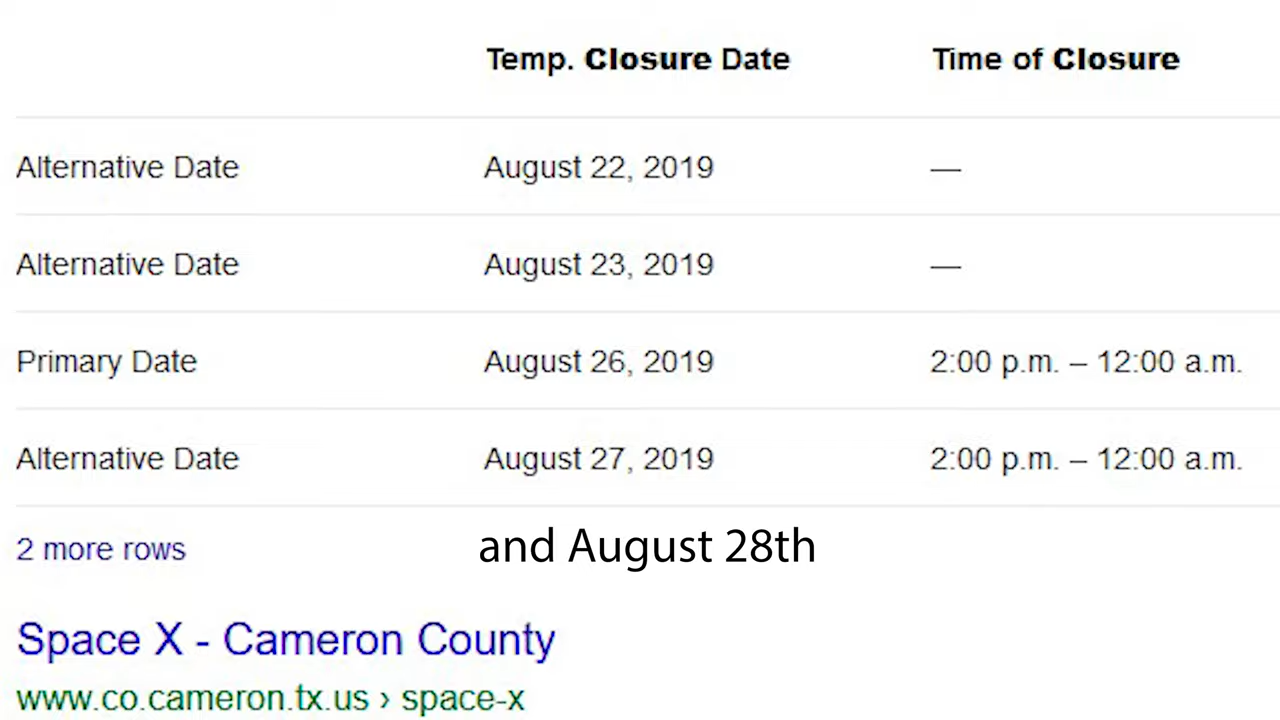 Temp. Closure Date Time of Closure
Alternative Date August 22, 2019 —
Alternative Date August 23, 2019 —
Primary Date August 26, 2019 2:00 p.m. – 12:00 a.m.
Alternative Date August 27, 2019 2:00 p.m. – 12:00 a.m.
2 more rows and August 28th
Space X - Cameron County
www.co.cameron.tx.us › space-x